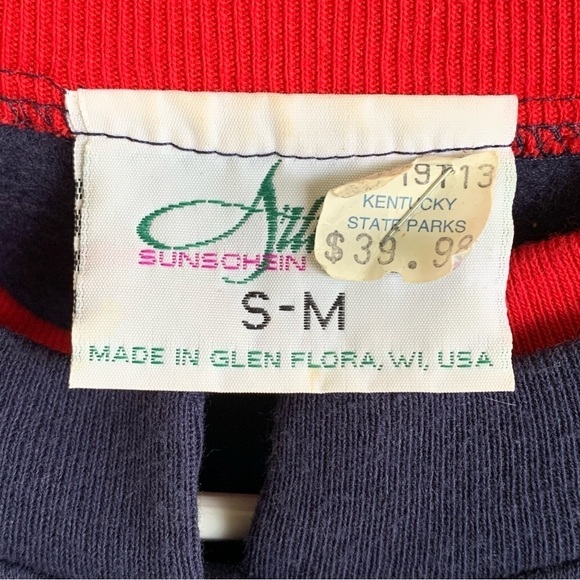 19713
KENTUCKY
STATE PARKS
$39.98
SUNSCHEIN
S-M
MADE IN GLEN FLORA, WI, USA